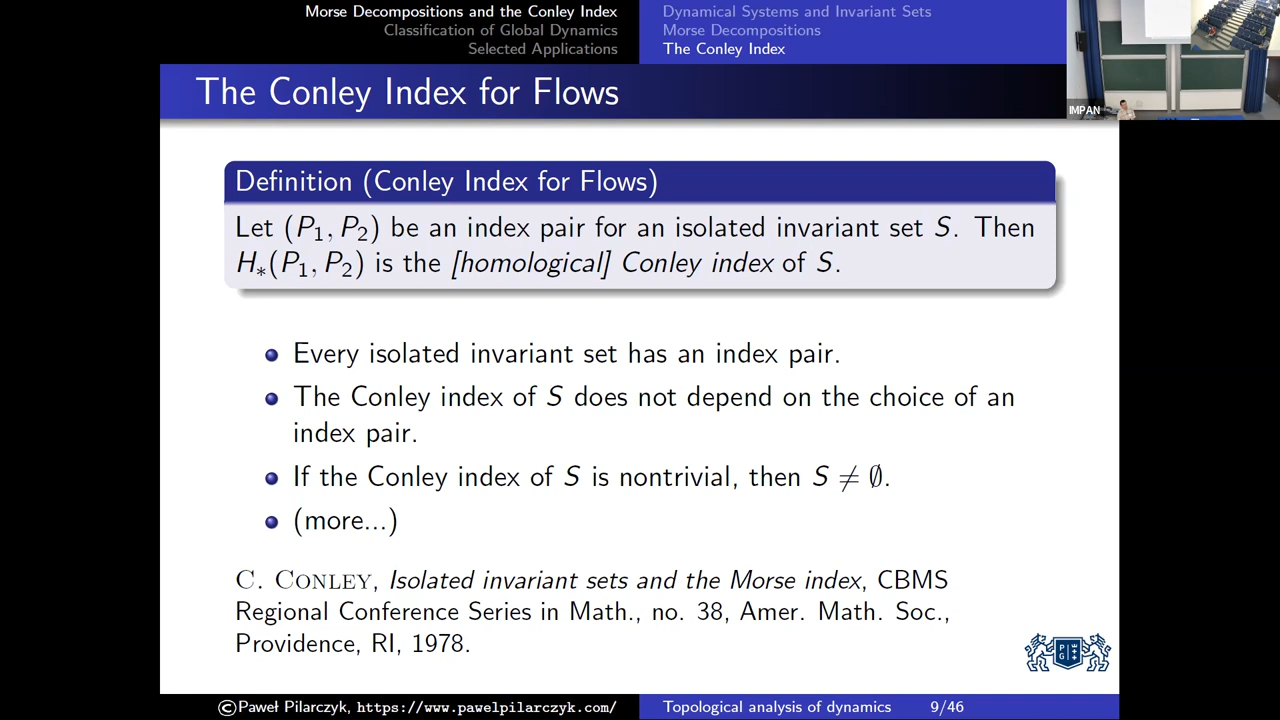 Morse Decompositions and the Conley Index
Classification of Global Dynamics
Selected Applications
Dynamical Systems and Invariant Sets
Morse Decompositions
The Conley Index
IMPAN
The Conley Index for Flows
Definition (Conley Index for Flows)
Let (P₁, P₂) be an index pair for an isolated invariant set S. Then
H∗(P₁, P₂) is the [homological] Conley index of S.
Every isolated invariant set has an index pair.
The Conley index of S does not depend on the choice of an
index pair.
If the Conley index of S is nontrivial, then S ≠ ∅.
(more...)
C. CONLEY, Isolated invariant sets and the Morse index, CBMS
Regional Conference Series in Math., no. 38, Amer. Math. Soc.,
Providence, RI, 1978.
P G
©Paweł Pilarczyk, https://www.pawelpilarczyk.com/
Topological analysis of dynamics
9/46